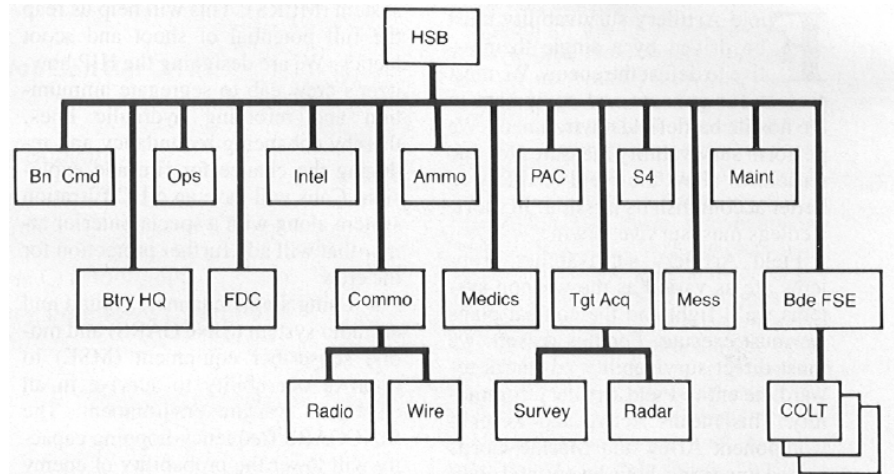 HSB
Bn Cmd
Ops
Intel
Ammo
PAC
S4
Maint
Btry HQ
FDC
Commo
Medics
Tgt Acq
Mess
Bde FSE
Radio
Wire
Survey
Radar
COLT